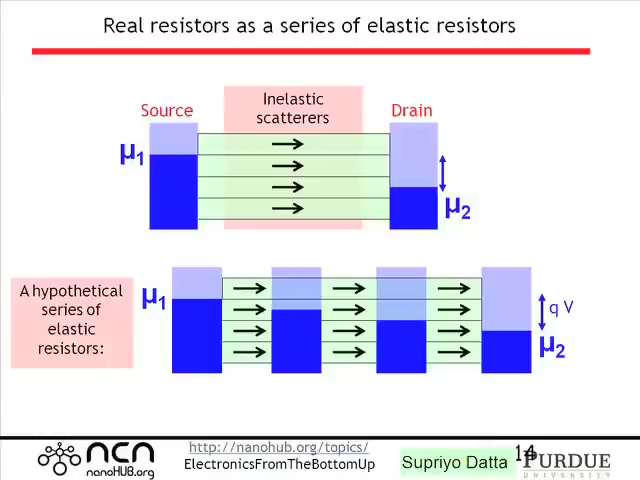 Real resistors as a series of elastic resistors
Source
Inelastic
scatterers
Drain
μ1
μ2
A hypothetical
series of
elastic
resistors:
μ1
q V
μ2
ncn
nanoHUB.org
http://nanohub.org/topics/
ElectronicsFromTheBottomUp
Supriyo Datta
14
PURDUE
UNIVERSITY